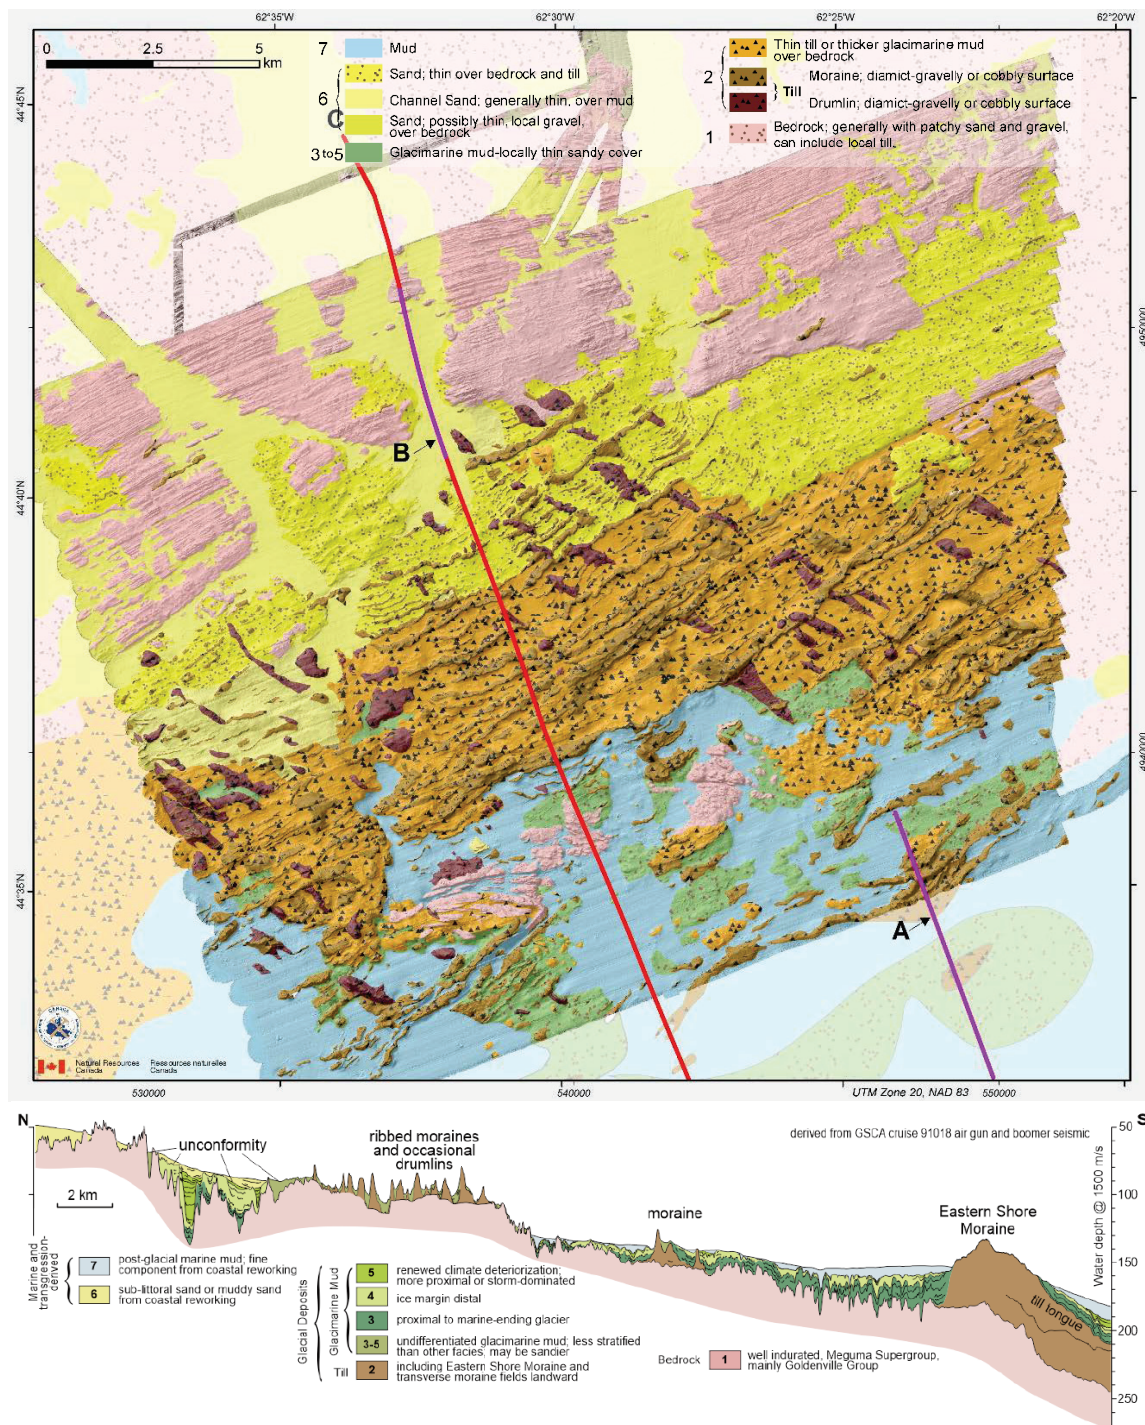 62°35'W 62°30'W 62°25'W 62°20'W
0 2.5 5
km
7 Mud
Sand; thin over bedrock and till
6 Channel Sand; generally thin, over mud
Sand; possibly thin, local gravel,
over bedrock
3 to 5 Glacimarine mud-locally thin sandy cover
Thin till or thicker glacimarine mud
over bedrock
2 Moraine; diamict-gravelly or cobbly surface
Till
Drumlin; diamict-gravelly or cobbly surface
1 Bedrock; generally with patchy sand and gravel,
can include local till.
C
44°45'N
4950000
B
44°40'N
4940000
44°35'N
A
CANADA
Natural Resources Ressources naturelles
Canada Canada
530000 540000 UTM Zone 20, NAD 83 550000
N S
derived from GSCA cruise 91018 air gun and boomer seismic
unconformity
ribbed moraines
and occasional
drumlins
2 km
moraine
Eastern Shore
Moraine
till tongue
50
100
150
200
250
Water depth @ 1500 m/s
Marine and
transgression-
derived
7 post-glacial marine mud; fine
component from coastal reworking
6 sub-littoral sand or muddy sand
from coastal reworking
Glacial Deposits
Glacimarine Mud
5 renewed climate deterioration;
more proximal or storm-dominated
4 ice margin distal
3 proximal to marine-ending glacier
3-5 undifferentiated glacimarine mud; less stratified
than other facies; may be sandier
Till 2 including Eastern Shore Moraine and
transverse moraine fields landward
Bedrock 1 well indurated, Meguma Supergroup,
mainly Goldenville Group